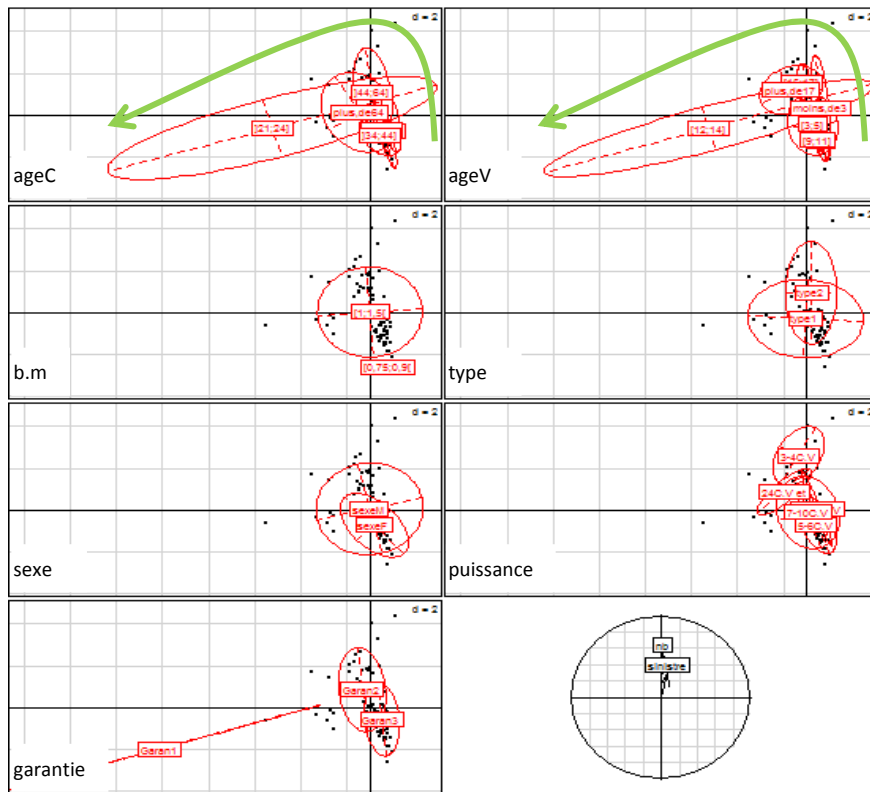 d = 2
[44;64]
plus,de64
[21;24]
[34;44]
ageC
d = 2
plus,de17
moins,de3
[12;14]
[3;5]
[9;11]
ageV
d = 2
[1;1,5[
[0,75;0,9[
b.m
d = 2
type2
type1
type
d = 2
sexeM
sexeF
sexe
d = 2
3-4C.V
24C.V et
7-10C.V
5-6C.V
puissance
d = 2
Garan2
Garan3
Garan1
garantie
nb
sinistre